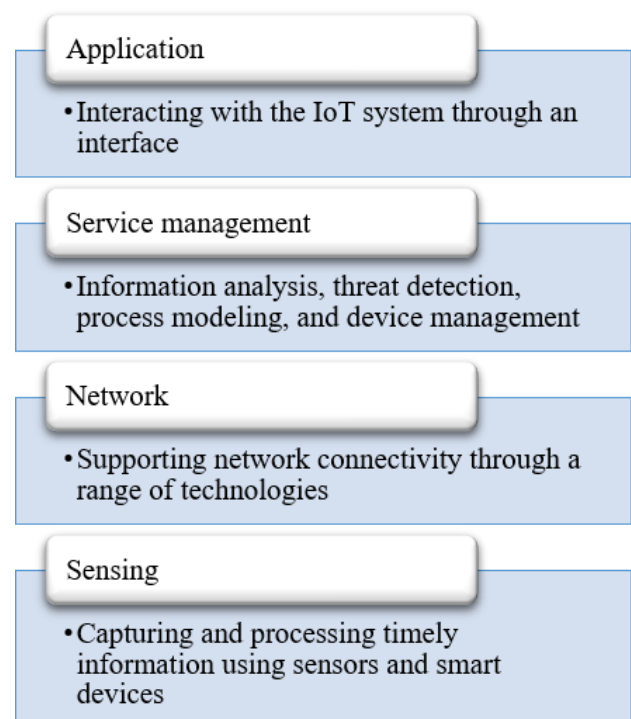 Application
•Interacting with the IoT system through an
interface
Service management
•Information analysis, threat detection,
process modeling, and device management
Network
•Supporting network connectivity through a
range of technologies
Sensing
•Capturing and processing timely
information using sensors and smart
devices